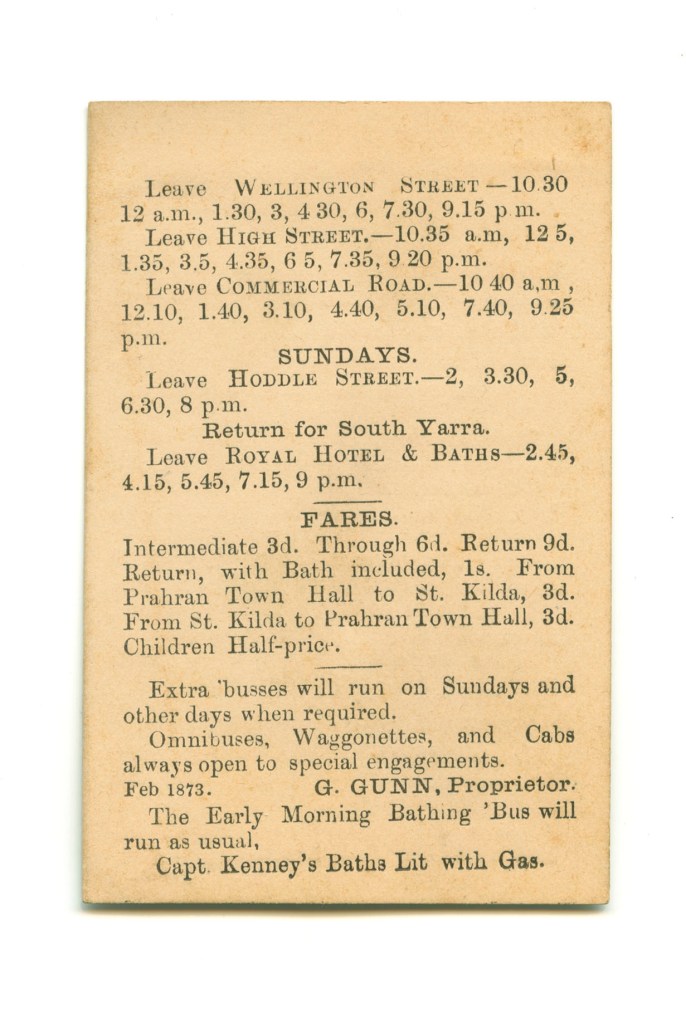 Leave WELLINGTON STREET—10.30
12 a.m., 1.30, 3, 4 30, 6, 7.30, 9.15 p m.
Leave HIGH STREET.—10.35 a.m, 12 5,
1.35, 3.5, 4.35, 6 5, 7.35, 9 20 p.m.
Leave COMMERCIAL ROAD.—10 40 a,m ,
12.10, 1.40, 3.10, 4.40, 5.10, 7.40, 9.25
p.m.
SUNDAYS.
Leave HODDLE STREET.—2, 3.30, 5,
6.30, 8 p.m.
Return for South Yarra.
Leave ROYAL HOTEL & BATHS—2.45,
4.15, 5.45, 7.15, 9 p.m.
FARES.
Intermediate 3d. Through 6d. Return 9d.
Return, with Bath included, 1s. From
Prahran Town Hall to St. Kilda, 3d.
From St. Kilda to Prahran Town Hall, 3d.
Children Half-price.
Extra 'busses will run on Sundays and
other days when required.
Omnibuses, Waggonettes, and Cabs
always open to special engagements.
Feb 1873. G. GUNN, Proprietor.
The Early Morning Bathing 'Bus will
run as usual,
Capt. Kenney's Baths Lit with Gas.